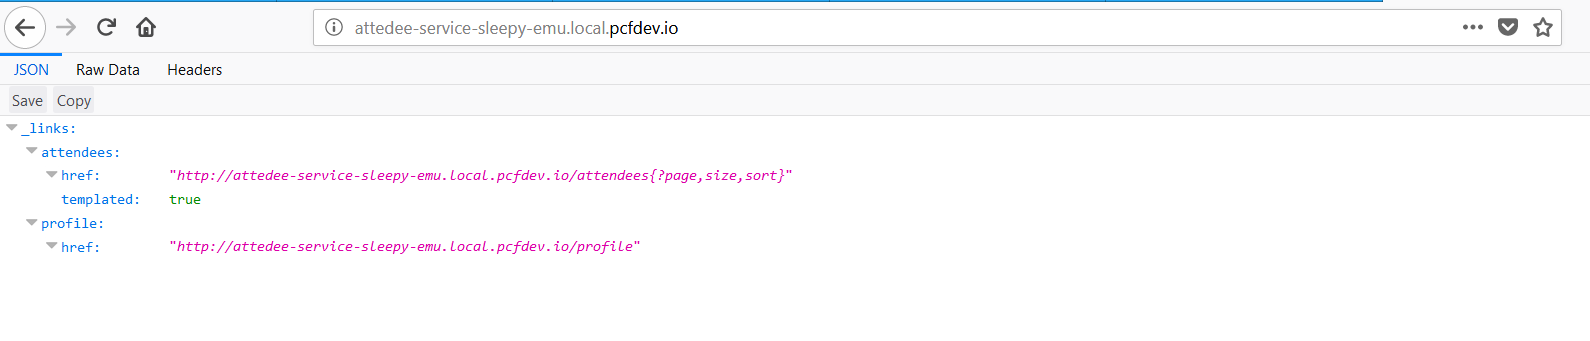 attedee-service-sleepy-emu.local.pcfdev.io
JSON Raw Data Headers
Save Copy
_links:
attendees:
href: "http://attedee-service-sleepy-emu.local.pcfdev.io/attendees{?page,size,sort}"
templated: true
profile:
href: "http://attedee-service-sleepy-emu.local.pcfdev.io/profile"